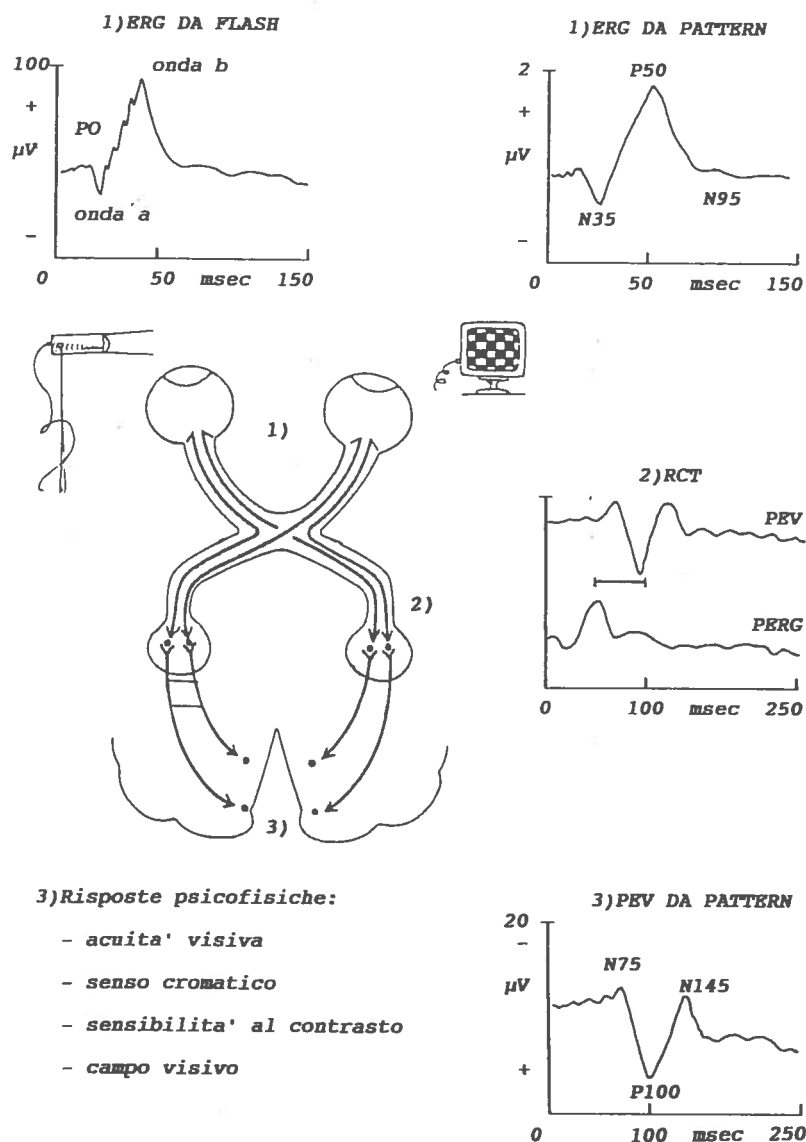 1)ERG DA FLASH
100
onda b
+
PO
µV
onda a
-
0 50 msec 150
1)ERG DA PATTERN
2
P50
+
µV
N35
N95
-
0 50 msec 150
1)
2)
3)
2)RCT
PEV
PERG
0 100 msec 250
3)Risposte psicofisiche:
- acuita' visiva
- senso cromatico
- sensibilita' al contrasto
- campo visivo
3)PEV DA PATTERN
20
-
N75
µV
N145
+
P100
0 100 msec 250